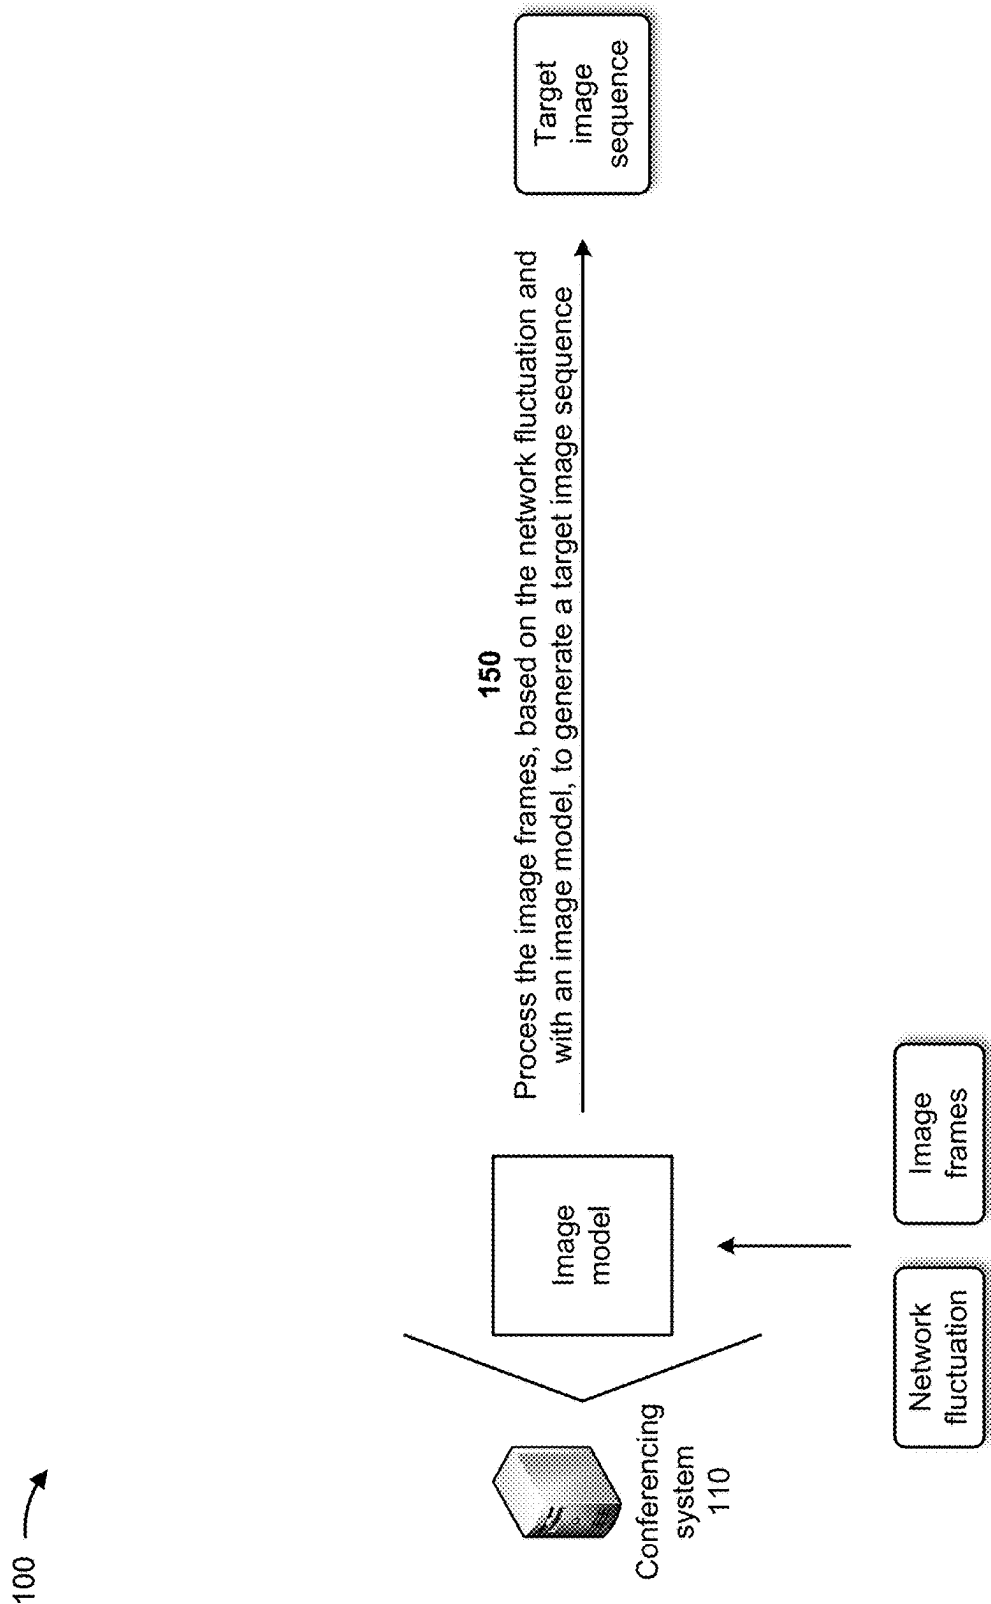 100
150
Process the image frames, based on the network fluctuation and
with an image model, to generate a target image sequence
Conferencing
system
110
Image
model
Target
image
sequence
Network
fluctuation
Image
frames